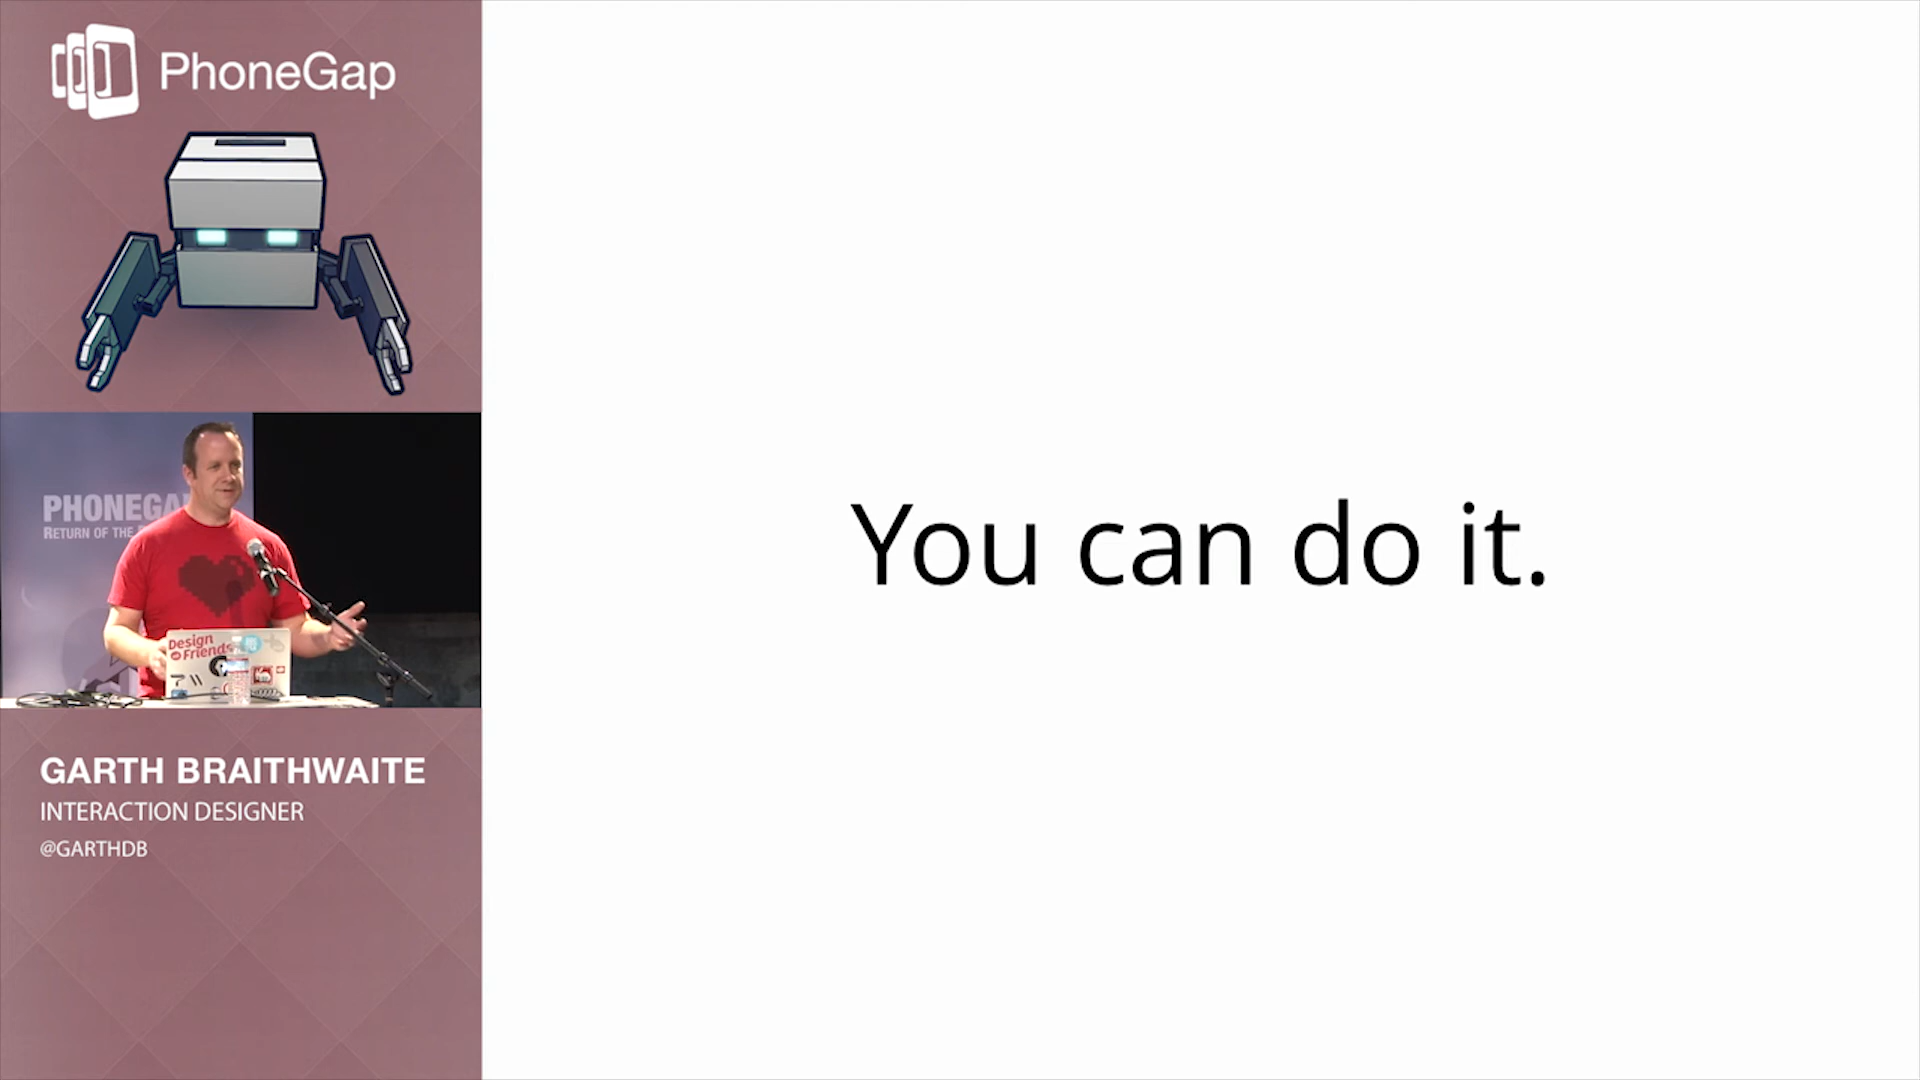 PhoneGap
PHONEGA
RETURN OF THE
Design
Friends
GARTH BRAITHWAITE
INTERACTION DESIGNER
@GARTHDB
You can do it.